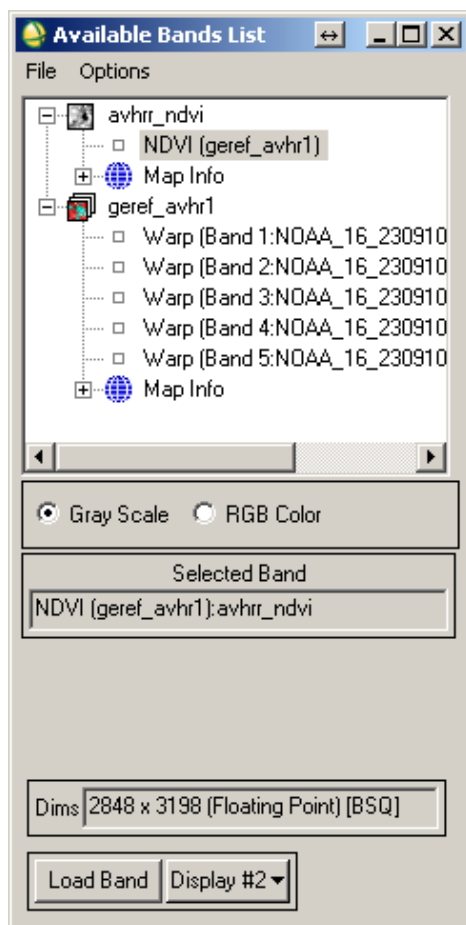 Available Bands List
File Options
avhrr_ndvi
NDVI (geref_avhr1)
Map Info
geref_avhr1
Warp (Band 1:NOAA_16_230910
Warp (Band 2:NOAA_16_230910
Warp (Band 3:NOAA_16_230910
Warp (Band 4:NOAA_16_230910
Warp (Band 5:NOAA_16_230910
Map Info
Gray Scale RGB Color
Selected Band
NDVI (geref_avhr1):avhrr_ndvi
Dims 2848 x 3198 (Floating Point) [BSQ]
Load Band Display #2